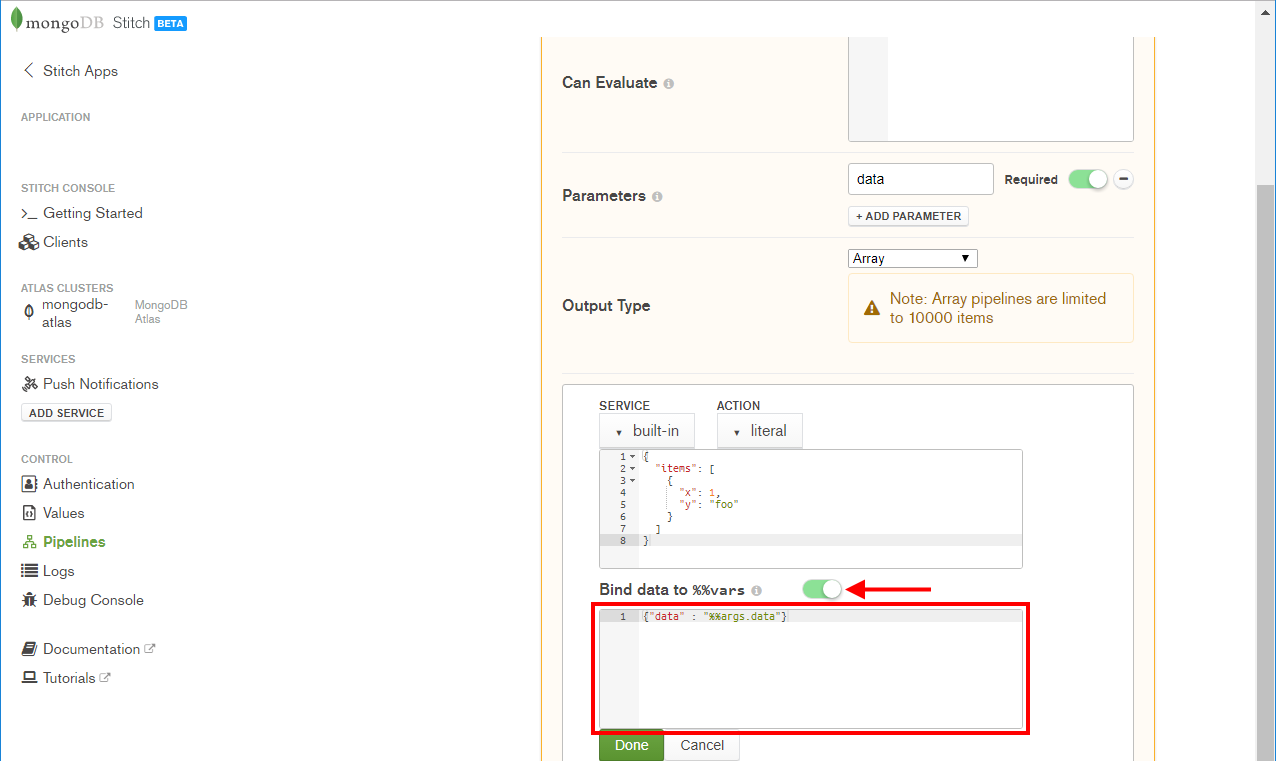 mongoDB Stitch BETA
Stitch Apps
APPLICATION
STITCH CONSOLE
>_ Getting Started
Clients
ATLAS CLUSTERS
mongodb-
atlas
MongoDB
Atlas
SERVICES
Push Notifications
ADD SERVICE
CONTROL
Authentication
Values
Pipelines
Logs
Debug Console
Documentation
Tutorials
Can Evaluate
Parameters
data
Required
+ ADD PARAMETER
Output Type
Array
Note: Array pipelines are limited
to 10000 items
SERVICE
ACTION
built-in
literal
1 {
2 "items": [
3 {
4 "x": 1,
5 "y": "foo"
6 }
7 ]
8 }
Bind data to %%vars
1 {"data" : "%%args.data"}
Done
Cancel